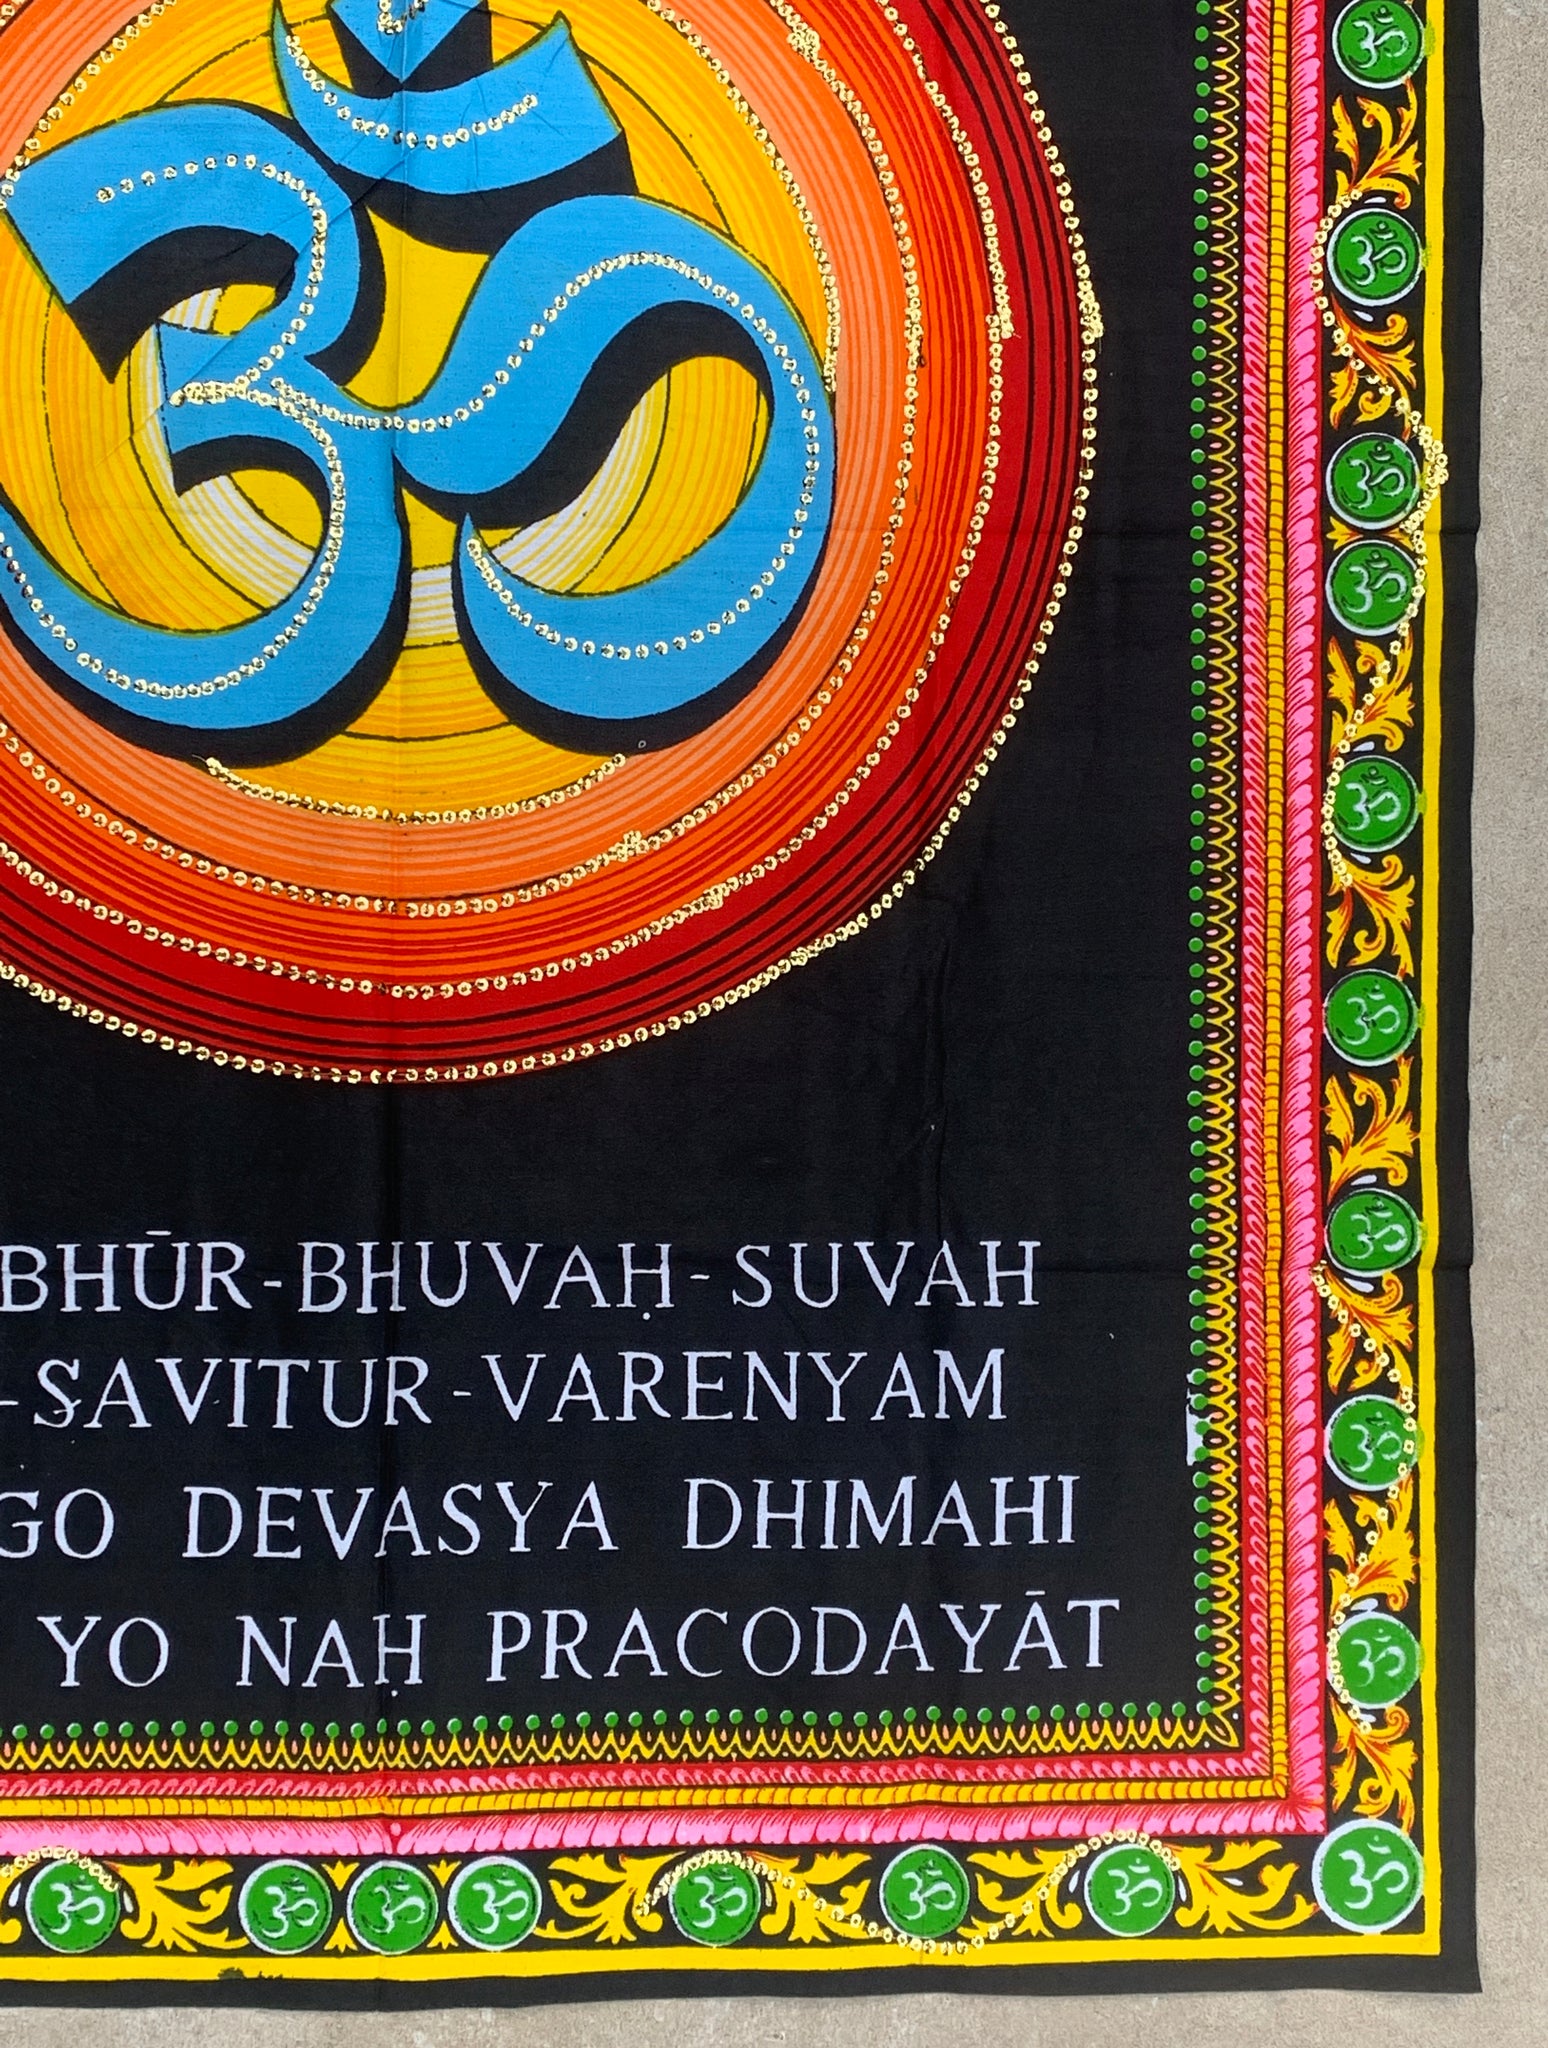 ॐ
BHŪR-BHUVAḤ-SUVAH
-SAVITUR-VARENYAM
GO DEVASYA DHIMAHI
YO NAḤ PRACODAYĀT